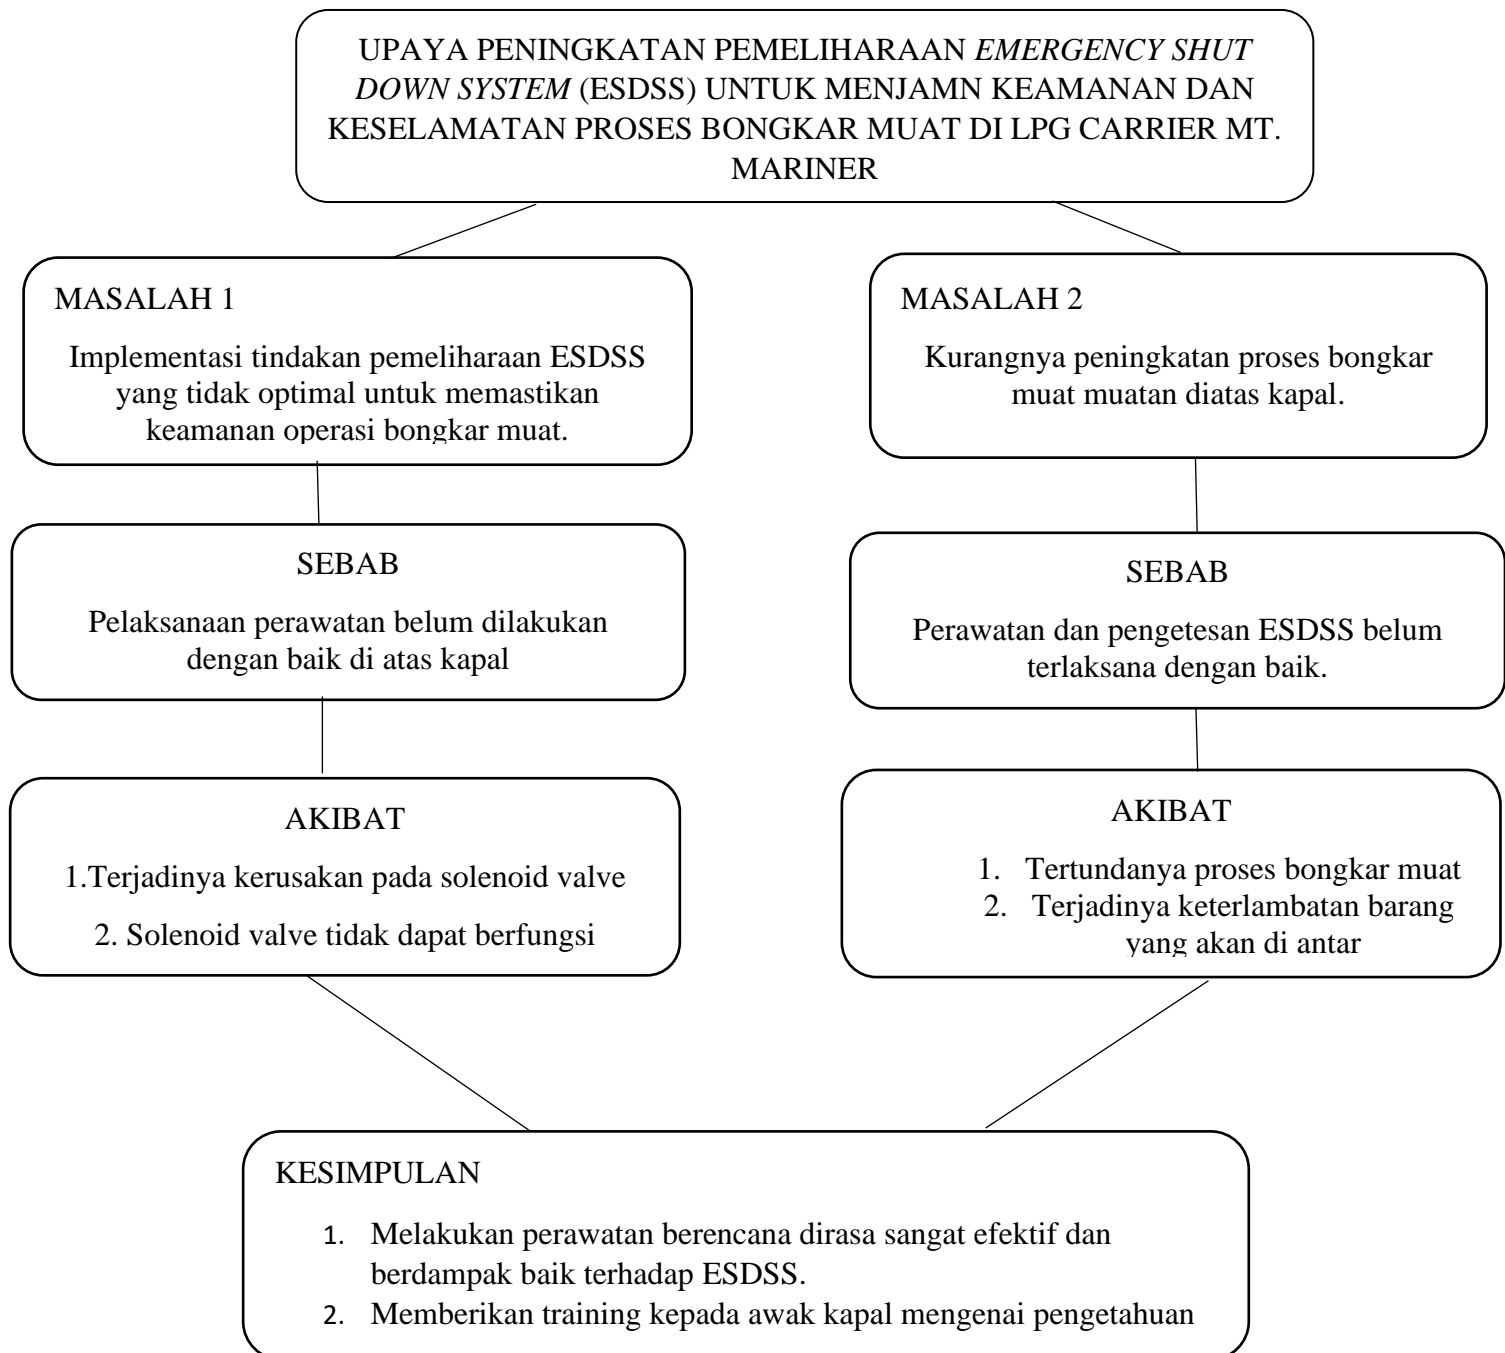 UPAYA PENINGKATAN PEMELIHARAAN EMERGENCY SHUT
DOWN SYSTEM (ESDSS) UNTUK MENJAMN KEAMANAN DAN
KESELAMATAN PROSES BONGKAR MUAT DI LPG CARRIER MT.
MARINER
MASALAH 1
Implementasi tindakan pemeliharaan ESDSS
yang tidak optimal untuk memastikan
keamanan operasi bongkar muat.
MASALAH 2
Kurangnya peningkatan proses bongkar
muat muatan diatas kapal.
SEBAB
Pelaksanaan perawatan belum dilakukan
dengan baik di atas kapal
SEBAB
Perawatan dan pengetesan ESDSS belum
terlaksana dengan baik.
AKIBAT
1.Terjadinya kerusakan pada solenoid valve
2. Solenoid valve tidak dapat berfungsi
AKIBAT
1. Tertundanya proses bongkar muat
2. Terjadinya keterlambatan barang
yang akan di antar
KESIMPULAN
1. Melakukan perawatan berencana dirasa sangat efektif dan
berdampak baik terhadap ESDSS.
2. Memberikan training kepada awak kapal mengenai pengetahuan